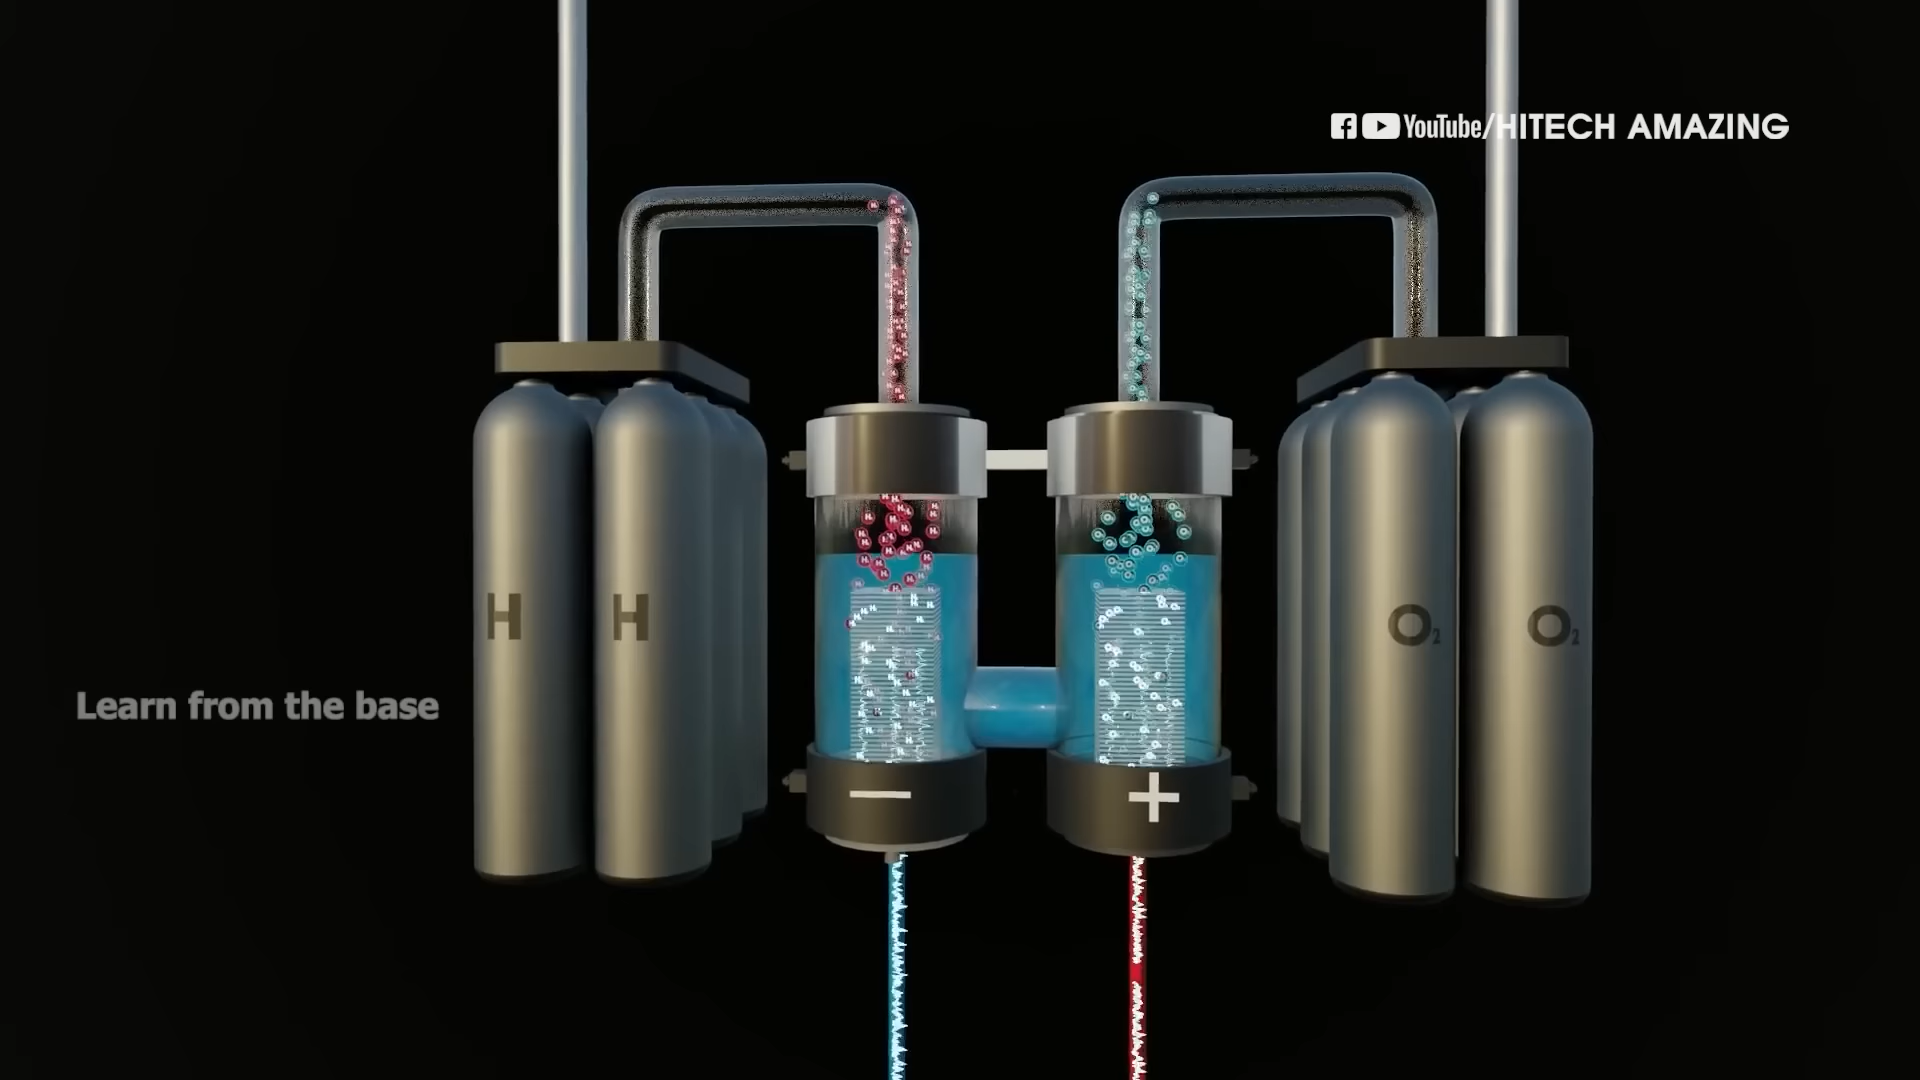 YouTube/HITECH AMAZING
H
H
O₂
O₂
Learn from the base
−
+